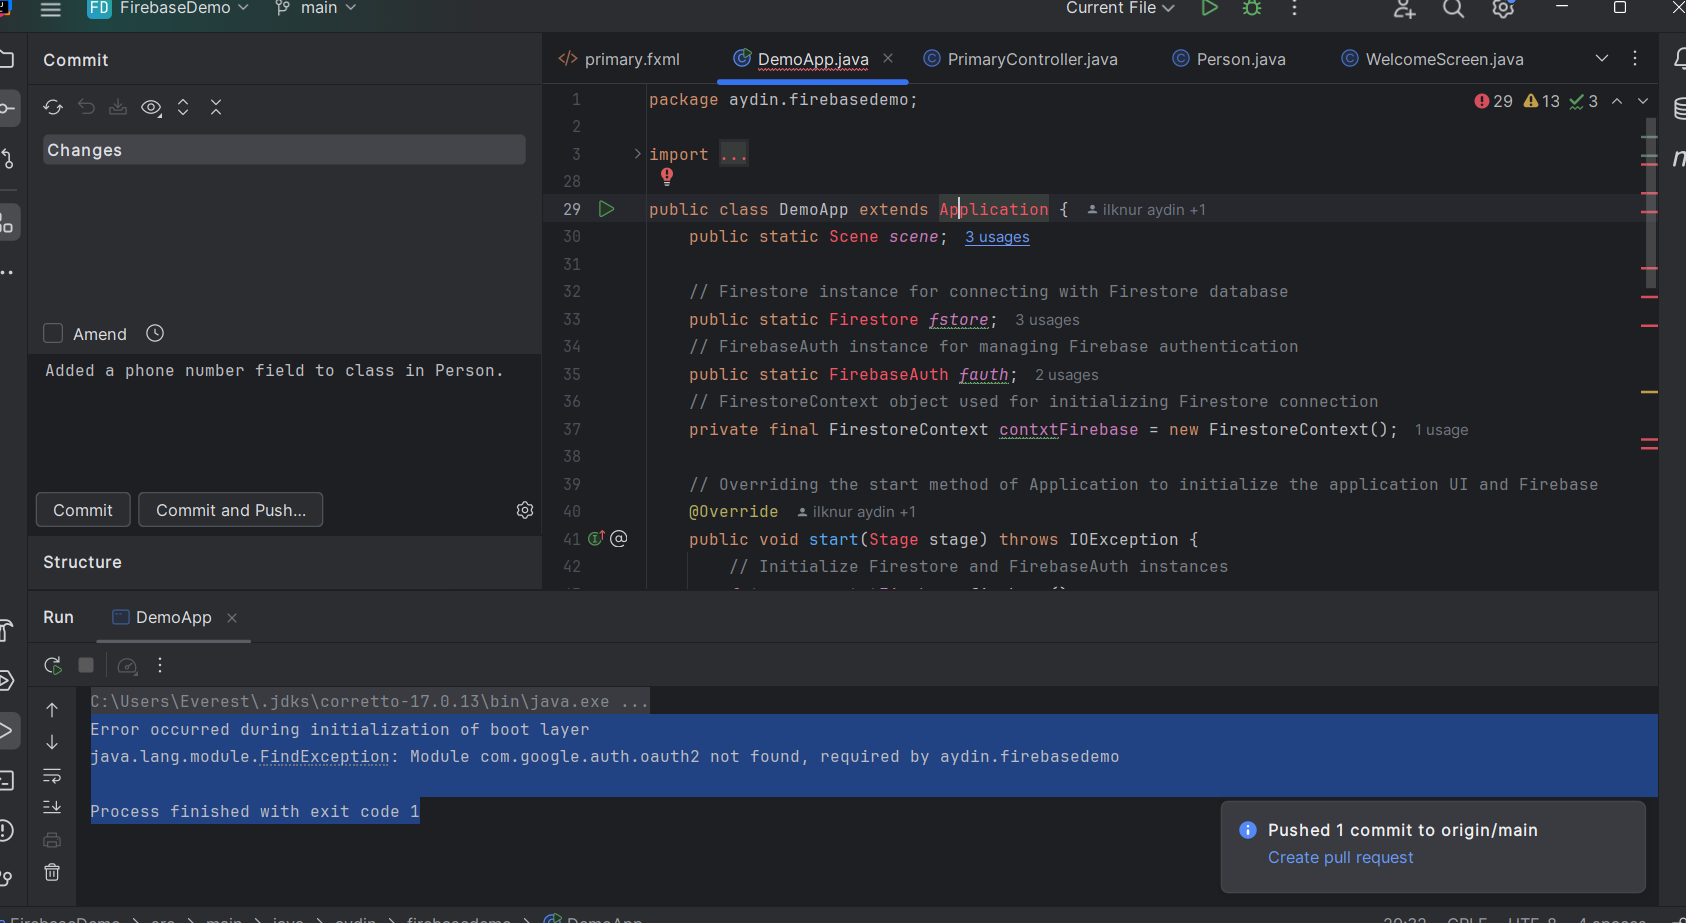 FD FirebaseDemo main Current File
Commit
primary.fxml DemoApp.java PrimaryController.java Person.java WelcomeScreen.java
Changes
Amend
Added a phone number field to class in Person.
Commit Commit and Push...
Structure
29 13 3
1 package aydin.firebasedemo;
2
3 import ...
28
29 public class DemoApp extends Application { ilknur aydin +1
30 public static Scene scene; 3 usages
31
32 // Firestore instance for connecting with Firestore database
33 public static Firestore fstore; 3 usages
34 // FirebaseAuth instance for managing Firebase authentication
35 public static FirebaseAuth fauth; 2 usages
36 // FirestoreContext object used for initializing Firestore connection
37 private final FirestoreContext contxtFirebase = new FirestoreContext(); 1 usage
38
39 // Overriding the start method of Application to initialize the application UI and Firebase
40 @Override ilknur aydin +1
41 public void start(Stage stage) throws IOException {
42 // Initialize Firestore and FirebaseAuth instances
Run DemoApp
C:\Users\Everest\.jdks\corretto-17.0.13\bin\java.exe ...
Error occurred during initialization of boot layer
java.lang.module.FindException: Module com.google.auth.oauth2 not found, required by aydin.firebasedemo
Process finished with exit code 1
Pushed 1 commit to origin/main
Create pull request